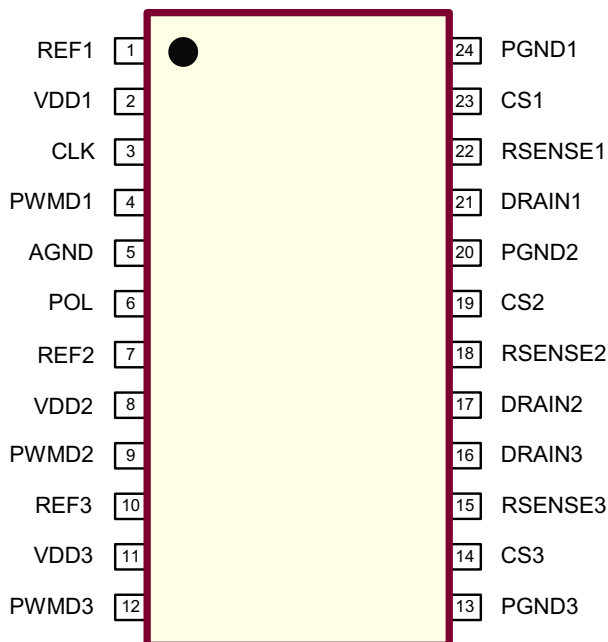 REF1 1 24 PGND1
VDD1 2 23 CS1
CLK 3 22 RSENSE1
PWMD1 4 21 DRAIN1
AGND 5 20 PGND2
POL 6 19 CS2
REF2 7 18 RSENSE2
VDD2 8 17 DRAIN2
PWMD2 9 16 DRAIN3
REF3 10 15 RSENSE3
VDD3 11 14 CS3
PWMD3 12 13 PGND3